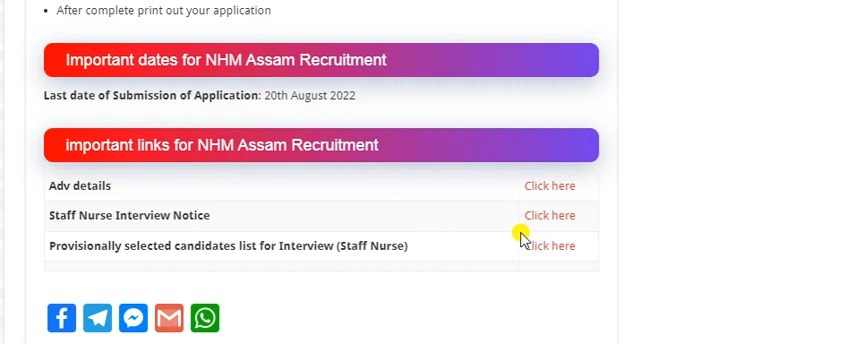 After complete print out your application
Important dates for NHM Assam Recruitment
Last date of Submission of Application: 20th August 2022
important links for NHM Assam Recruitment
Adv details Click here
Staff Nurse Interview Notice Click here
Provisionally selected candidates list for Interview (Staff Nurse) Click here